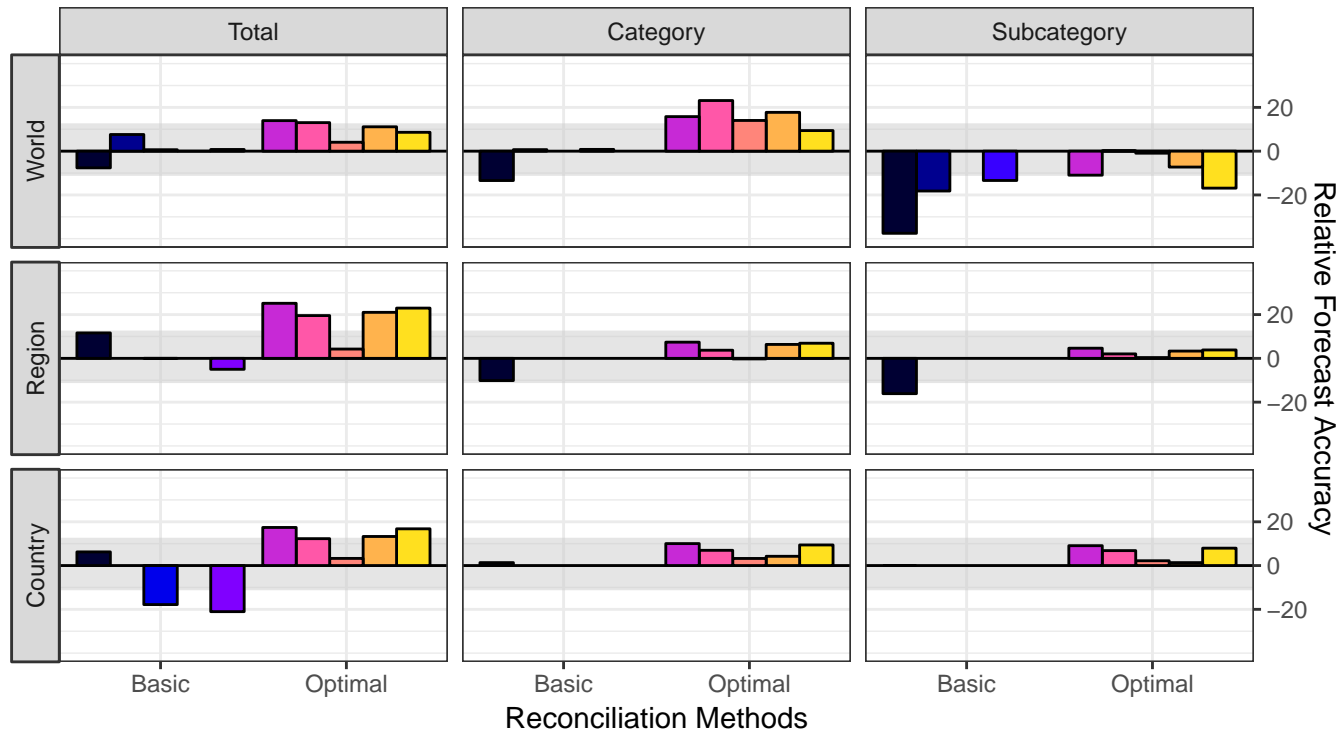 Total
Category
Subcategory
World
20
0
−20
Region
20
0
−20
Country
20
0
−20
Relative Forecast Accuracy
Basic
Optimal
Basic
Optimal
Basic
Optimal
Reconciliation Methods